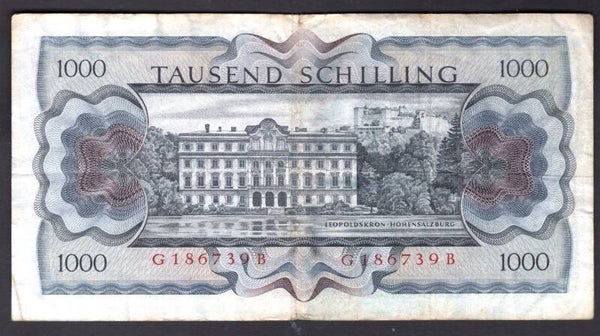 1000 TAUSEND SCHILLING 1000
LEOPOLDSKRON-HOHENSALZBURG
1000 G186739B G186739B 1000